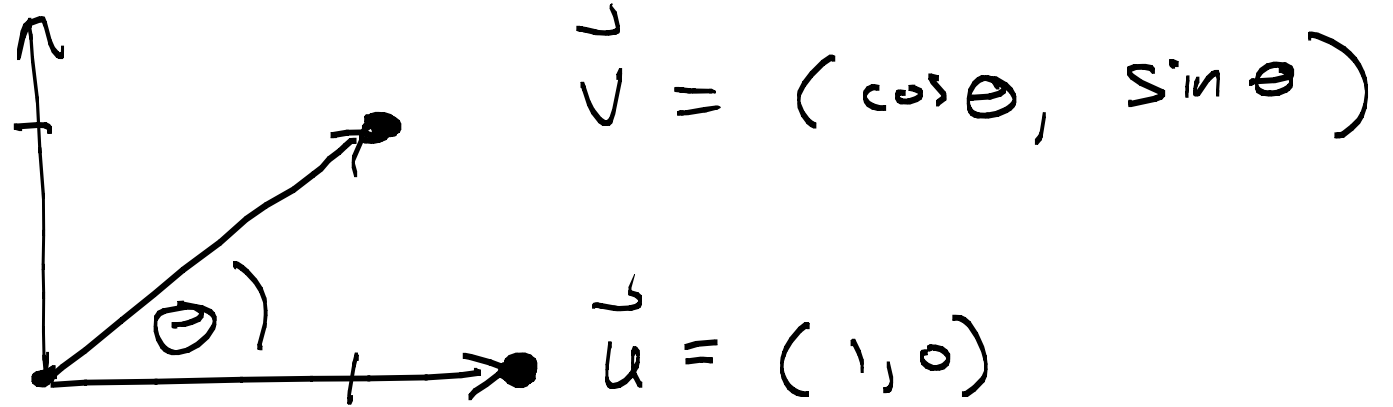 v⃗ = (cos θ, sin θ)
θ
u⃗ = (1, 0)